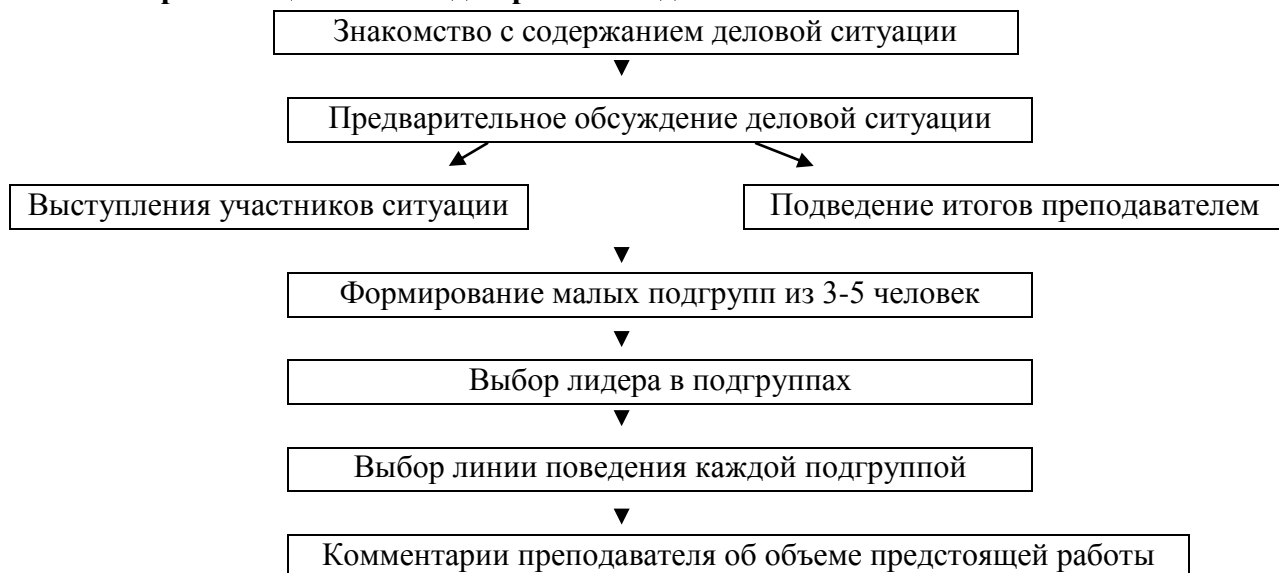 Знакомство с содержанием деловой ситуации
Предварительное обсуждение деловой ситуации
Выступления участников ситуации
Подведение итогов преподавателем
Формирование малых подгрупп из 3-5 человек
Выбор лидера в подгруппах
Выбор линии поведения каждой подгруппой
Комментарии преподавателя об объеме предстоящей работы